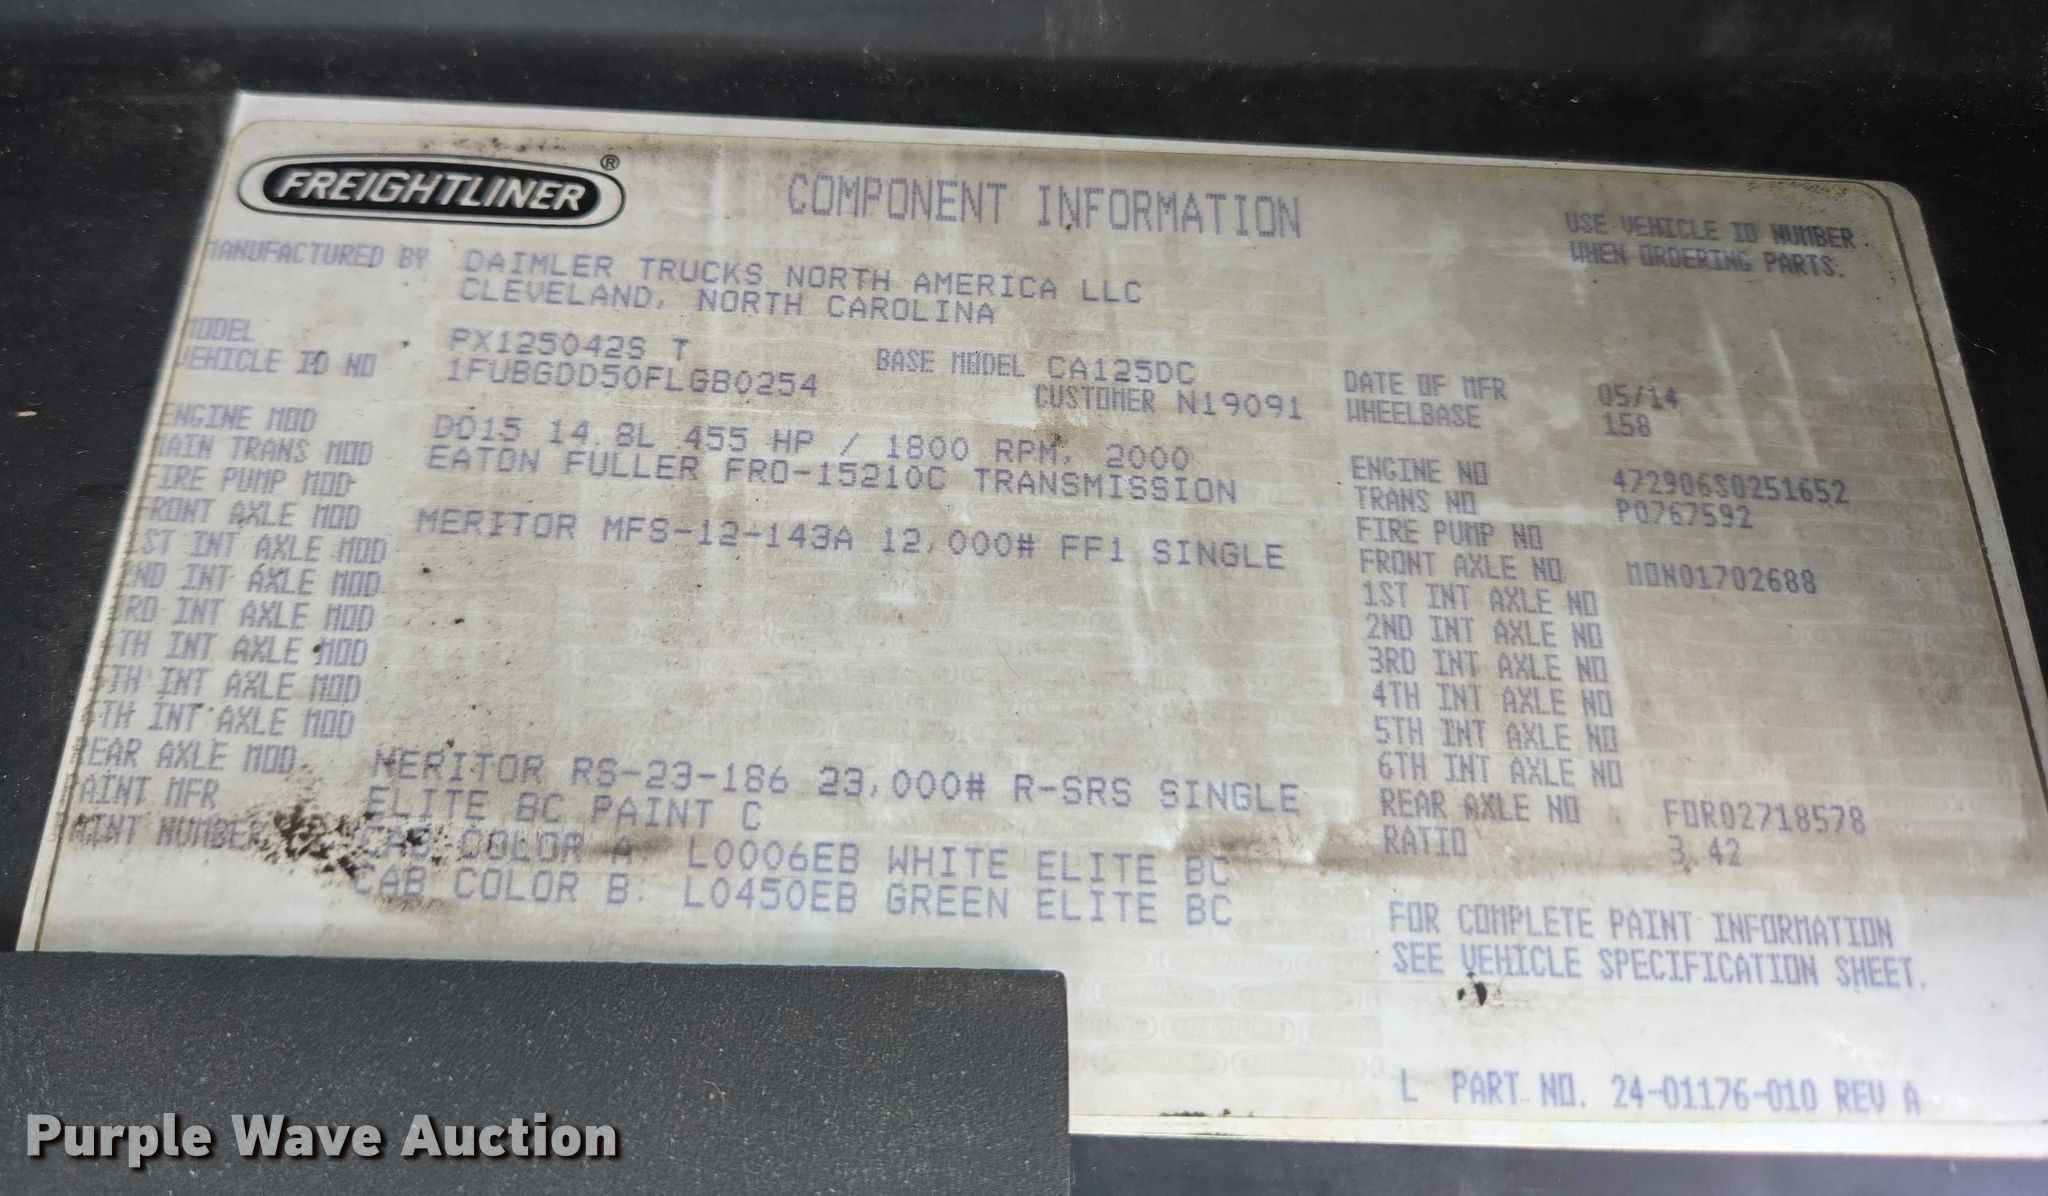 FREIGHTLINER®
COMPONENT INFORMATION
USE VEHICLE ID NUMBER
WHEN ORDERING PARTS.
MANUFACTURED BY DAIMLER TRUCKS NORTH AMERICA LLC
CLEVELAND, NORTH CAROLINA
MODEL PX125042S T BASE MODEL CA125DC DATE OF MFR 05/14
VEHICLE ID NO 1FUBGDD50FLGB0254 CUSTOMER N19091 WHEELBASE 158
ENGINE MOD DD15 14.8L 455 HP / 1800 RPM, 2000 ENGINE NO 472906S0251652
MAIN TRANS MOD EATON FULLER FRO-15210C TRANSMISSION TRANS NO P0767592
FIRE PUMP MOD FIRE PUMP NO
FRONT AXLE MOD MERITOR MFS-12-143A 12,000# FF1 SINGLE FRONT AXLE NO MON01702688
ST INT AXLE MOD 1ST INT AXLE NO
ND INT AXLE MOD 2ND INT AXLE NO
RD INT AXLE MOD 3RD INT AXLE NO
TH INT AXLE MOD 4TH INT AXLE NO
TH INT AXLE MOD 5TH INT AXLE NO
TH INT AXLE MOD 6TH INT AXLE NO
REAR AXLE MOD MERITOR RS-23-186 23,000# R-SRS SINGLE REAR AXLE NO FOR02718578
PAINT MFR ELITE BC PAINT C RATIO 3.42
PAINT NUMBER CAB COLOR A: L0006EB WHITE ELITE BC
CAB COLOR B: L0450EB GREEN ELITE BC
FOR COMPLETE PAINT INFORMATION
SEE VEHICLE SPECIFICATION SHEET.
L PART NO. 24-01176-010 REV A
Purple Wave Auction